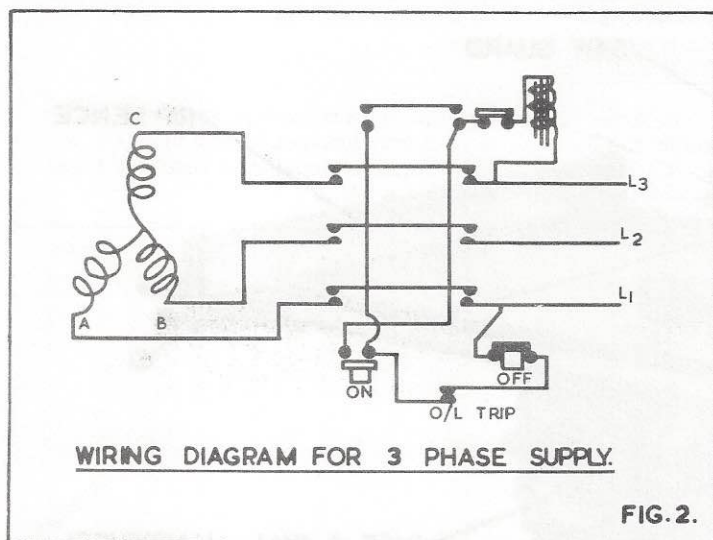 C
L3
L2
L1
A
B
ON
OFF
O/L TRIP
WIRING DIAGRAM FOR 3 PHASE SUPPLY.
FIG. 2.